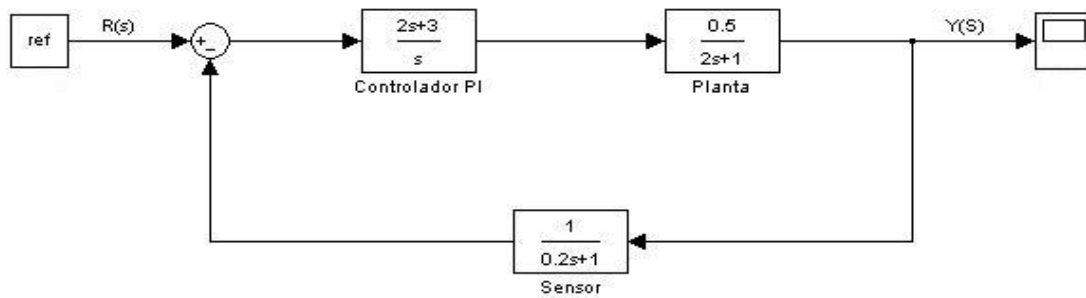 ref
R(s)
+
−
2s+3
s
Controlador PI
0.5
2s+1
Planta
Y(S)
1
0.2s+1
Sensor